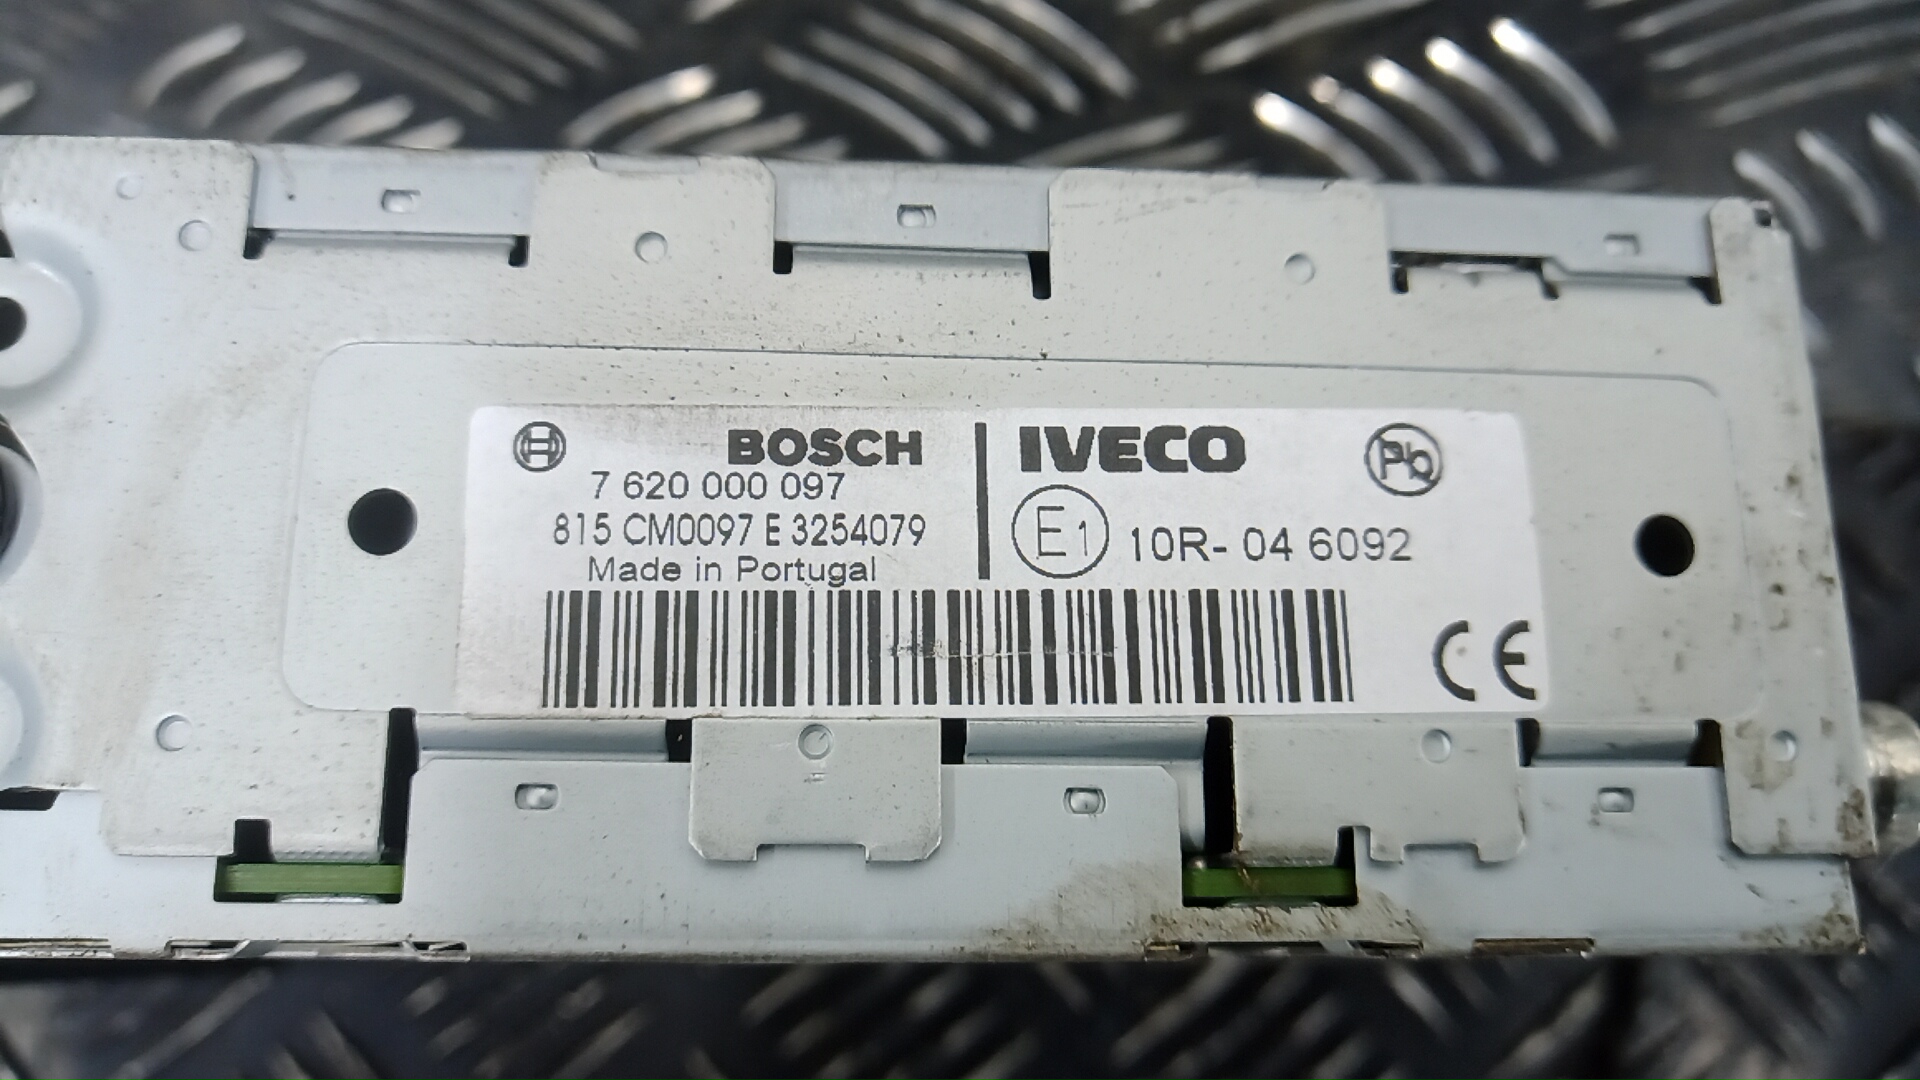 BOSCH
7 620 000 097
815 CM0097 E 3254079
Made in Portugal
IVECO
Pb
E1 10R- 04 6092
CE